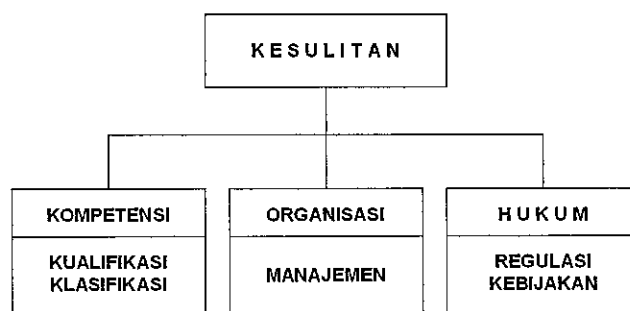 KESULITAN
KOMPETENSI
KUALIFIKASI
KLASIFIKASI
ORGANISASI
MANAJEMEN
HUKUM
REGULASI
KEBIJAKAN